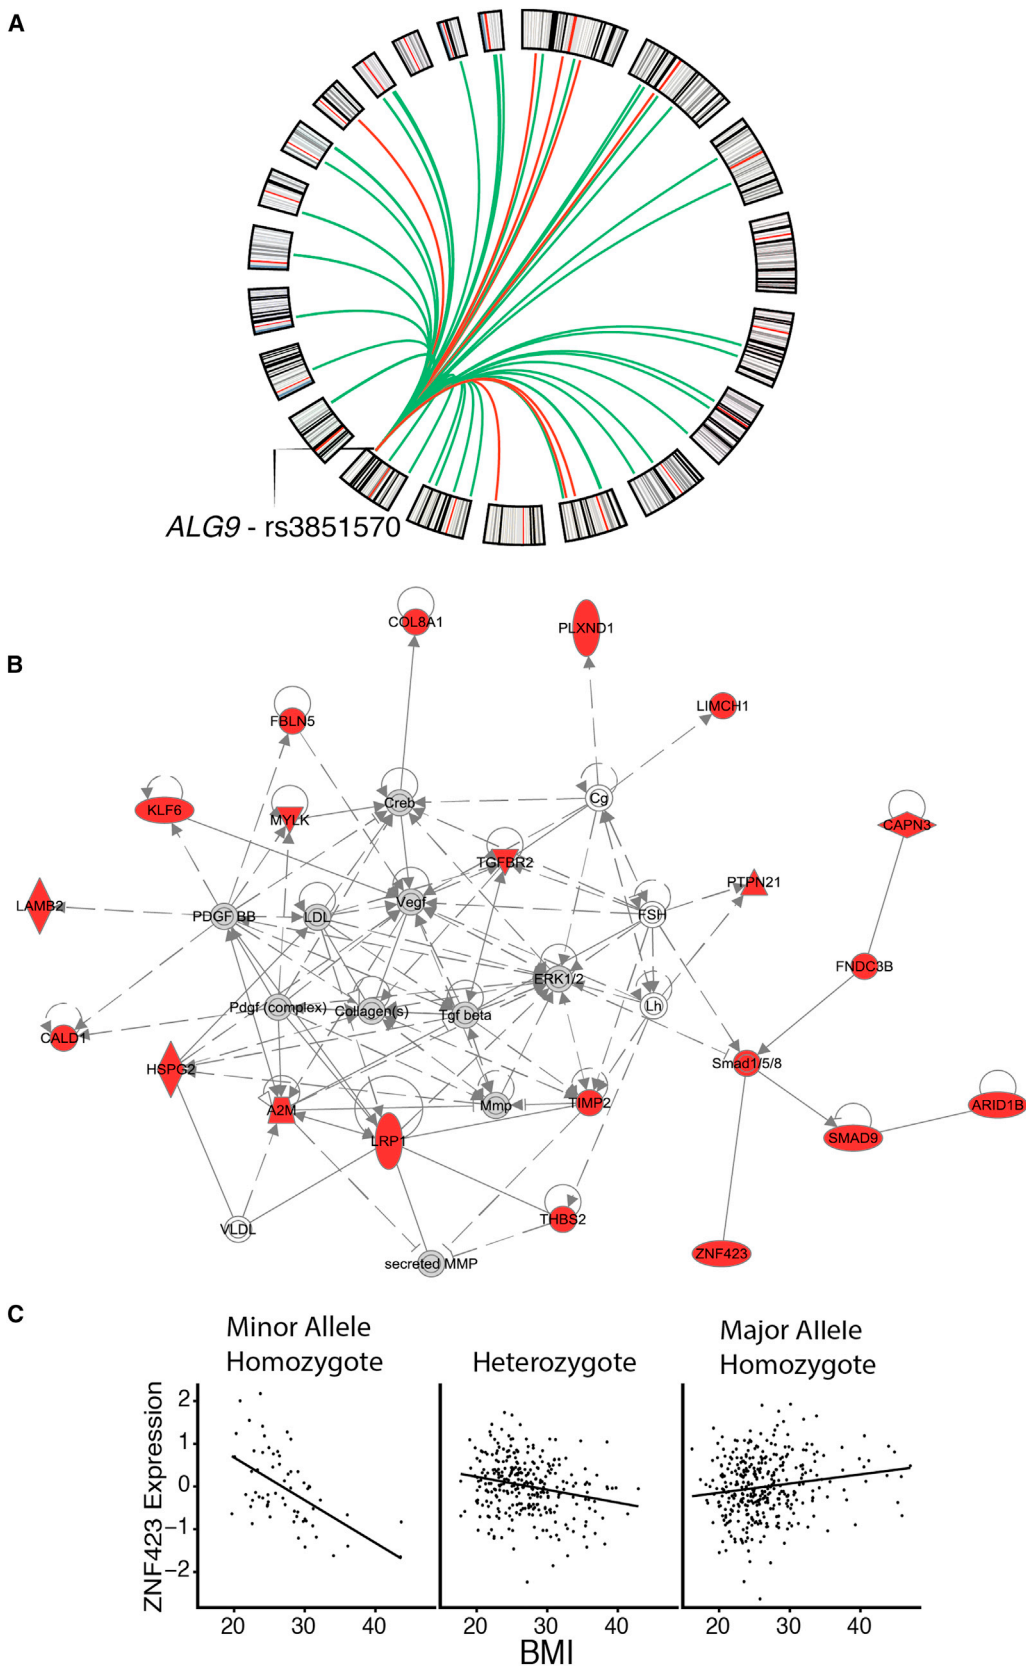 A
ALG9 - rs3851570
B
COL8A1
PLXND1
LIMCH1
FBLN5
KLF6
MYLK
Creb
Cg
CAPN3
TGFBR2
PTPN21
LAMB2
PDGF BB
LDL
Vegf
FSH
FNDC3B
ERK1/2
Pdgf (complex)
Collagen(s)
Tgf beta
Lh
CALD1
HSPG2
Smad1/5/8
A2M
Mmp
TIMP2
ARID1B
LRP1
SMAD9
VLDL
THBS2
secreted MMP
ZNF423
C
Minor Allele
Homozygote
Heterozygote
Major Allele
Homozygote
ZNF423 Expression
2
1
0
−1
−2
20 30 40
20 30 40
20 30 40
BMI